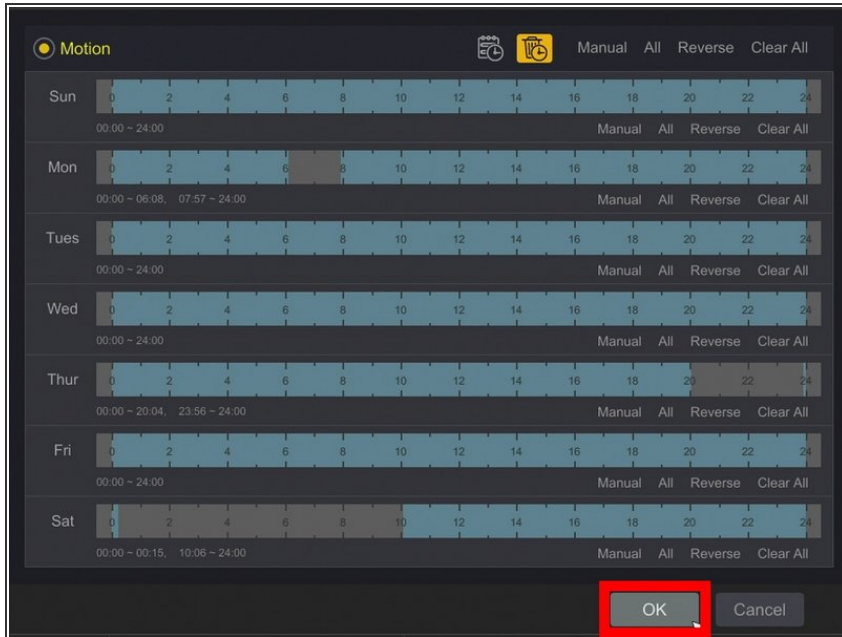 Motion Manual All Reverse Clear All
Sun 0 2 4 6 8 10 12 14 16 18 20 22 24
00:00 ~ 24:00 Manual All Reverse Clear All
Mon 0 2 4 6 8 10 12 14 16 18 20 22 24
00:00 ~ 06:08, 07:57 ~ 24:00 Manual All Reverse Clear All
Tues 0 2 4 6 8 10 12 14 16 18 20 22 24
00:00 ~ 24:00 Manual All Reverse Clear All
Wed 0 2 4 6 8 10 12 14 16 18 20 22 24
00:00 ~ 24:00 Manual All Reverse Clear All
Thur 0 2 4 6 8 10 12 14 16 18 20 22 24
00:00 ~ 20:04, 23:56 ~ 24:00 Manual All Reverse Clear All
Fri 0 2 4 6 8 10 12 14 16 18 20 22 24
00:00 ~ 24:00 Manual All Reverse Clear All
Sat 0 2 4 6 8 10 12 14 16 18 20 22 24
00:00 ~ 00:15, 10:06 ~ 24:00 Manual All Reverse Clear All
OK Cancel